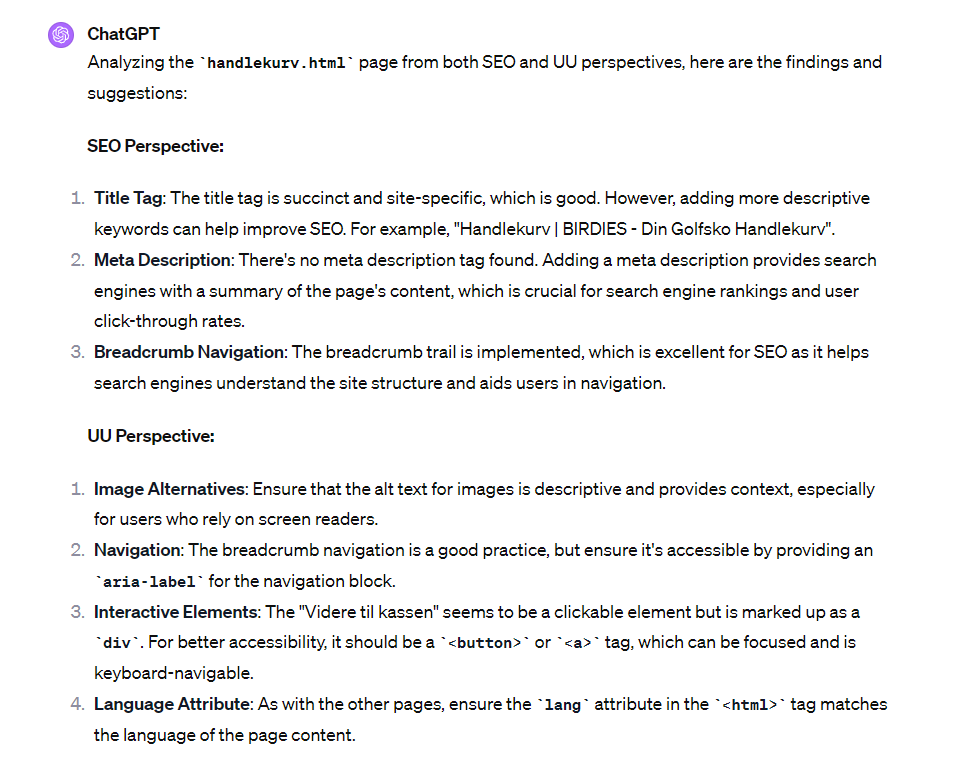 ChatGPT
Analyzing the `handlekurv.html` page from both SEO and UU perspectives, here are the findings and
suggestions:
SEO Perspective:
1. Title Tag: The title tag is succinct and site-specific, which is good. However, adding more descriptive
keywords can help improve SEO. For example, "Handlekurv | BIRDIES - Din Golfsko Handlekurv".
2. Meta Description: There's no meta description tag found. Adding a meta description provides search
engines with a summary of the page's content, which is crucial for search engine rankings and user
click-through rates.
3. Breadcrumb Navigation: The breadcrumb trail is implemented, which is excellent for SEO as it helps
search engines understand the site structure and aids users in navigation.
UU Perspective:
1. Image Alternatives: Ensure that the alt text for images is descriptive and provides context, especially
for users who rely on screen readers.
2. Navigation: The breadcrumb navigation is a good practice, but ensure it's accessible by providing an
`aria-label` for the navigation block.
3. Interactive Elements: The "Videre til kassen" seems to be a clickable element but is marked up as a
`div`. For better accessibility, it should be a `<button>` or `<a>` tag, which can be focused and is
keyboard-navigable.
4. Language Attribute: As with the other pages, ensure the `lang` attribute in the `<html>` tag matches
the language of the page content.